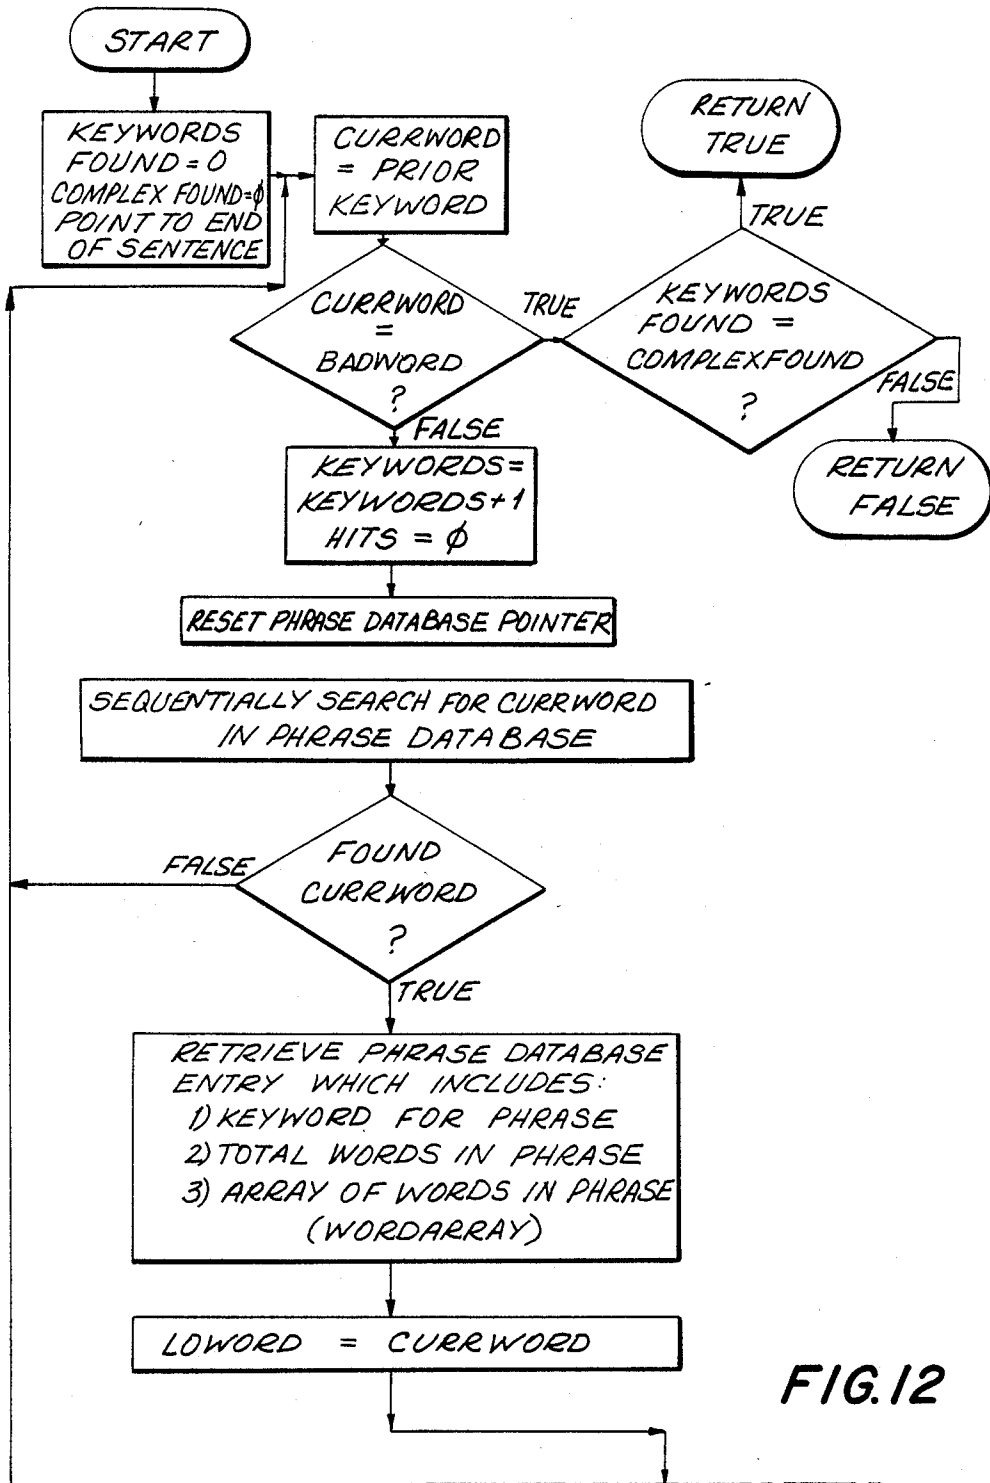 START
KEYWORDS
FOUND = 0
COMPLEX FOUND=ϕ
POINT TO END
OF SENTENCE
CURRWORD
= PRIOR
KEYWORD
RETURN
TRUE
TRUE
CURRWORD
=
BADWORD
?
TRUE
KEYWORDS
FOUND =
COMPLEXFOUND
?
FALSE
RETURN
FALSE
FALSE
KEYWORDS=
KEYWORDS+1
HITS = ϕ
RESET PHRASE DATABASE POINTER
SEQUENTIALLY SEARCH FOR CURRWORD
IN PHRASE DATABASE
FALSE
FOUND
CURRWORD
?
TRUE
RETRIEVE PHRASE DATABASE
ENTRY WHICH INCLUDES:
1) KEYWORD FOR PHRASE
2) TOTAL WORDS IN PHRASE
3) ARRAY OF WORDS IN PHRASE
(WORDARRAY)
LOWORD = CURRWORD
FIG.12